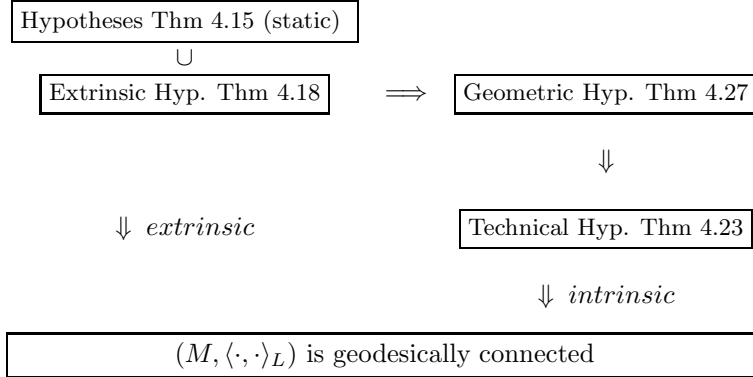 Hypotheses Thm 4.15 (static)
∪
Extrinsic Hyp. Thm 4.18 ⟹ Geometric Hyp. Thm 4.27
⇓
⇓ extrinsic Technical Hyp. Thm 4.23
⇓ intrinsic
(M, ⟨·, ·⟩_L) is geodesically connected